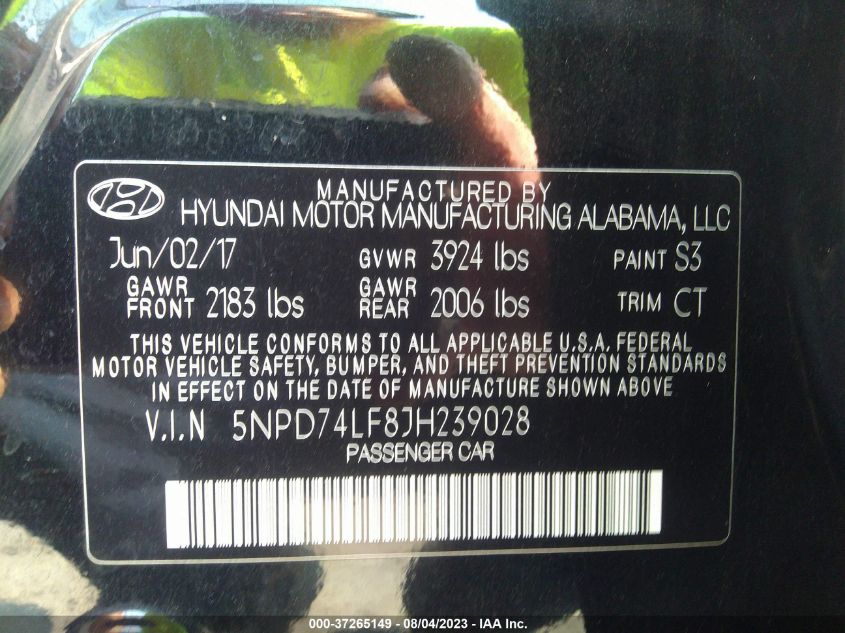 MANUFACTURED BY
HYUNDAI MOTOR MANUFACTURING ALABAMA, LLC
Jun/02/17 GVWR 3924 lbs PAINT S3
GAWR FRONT 2183 lbs GAWR REAR 2006 lbs TRIM CT
THIS VEHICLE CONFORMS TO ALL APPLICABLE U.S.A. FEDERAL
MOTOR VEHICLE SAFETY, BUMPER, AND THEFT PREVENTION STANDARDS
IN EFFECT ON THE DATE OF MANUFACTURE SHOWN ABOVE
V.I.N 5NPD74LF8JH239028
PASSENGER CAR
000-37265149 - 08/04/2023 - IAA Inc.